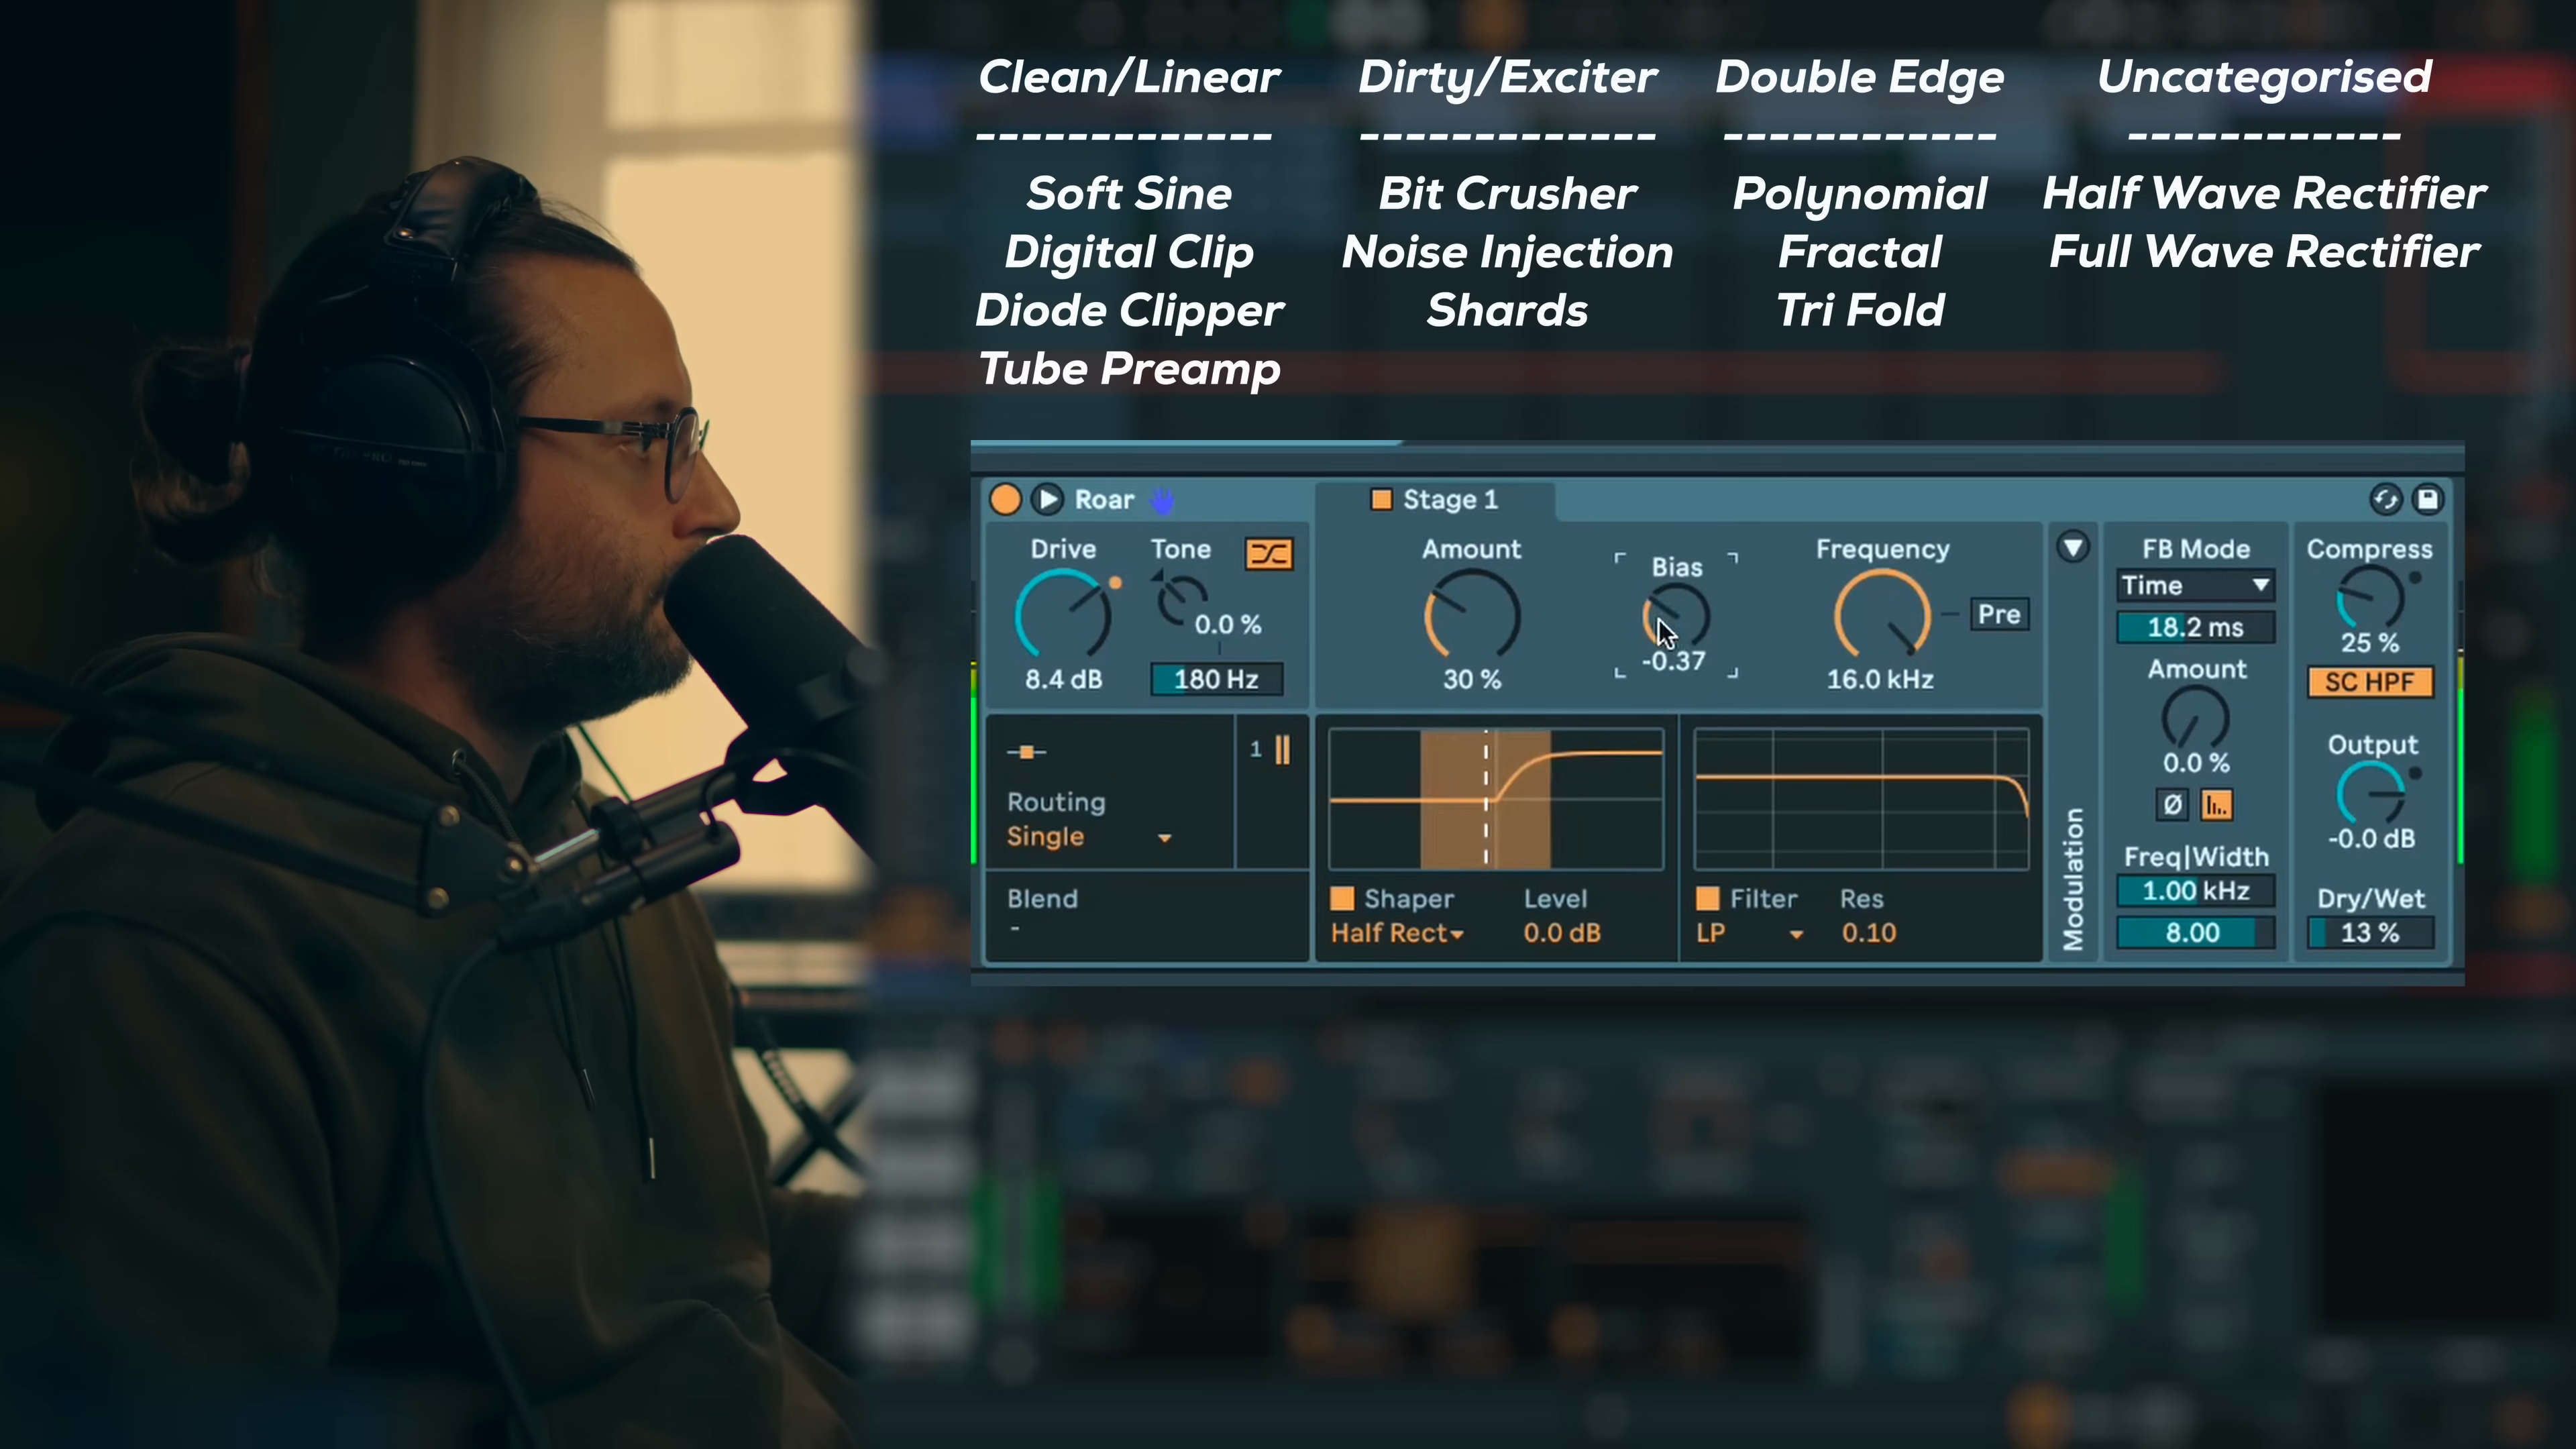 Clean/Linear
-------------
Soft Sine
Digital Clip
Diode Clipper
Tube Preamp
Dirty/Exciter
-------------
Bit Crusher
Noise Injection
Shards
Double Edge
------------
Polynomial
Fractal
Tri Fold
Uncategorised
------------
Half Wave Rectifier
Full Wave Rectifier
Roar
Stage 1
Drive
8.4 dB
Tone
0.0 %
180 Hz
Amount
30 %
Bias
-0.37
Frequency
16.0 kHz
Pre
Routing
Single
1
Blend
-
Shaper
Half Rect
Level
0.0 dB
Filter
LP
Res
0.10
Modulation
FB Mode
Time
18.2 ms
Amount
0.0 %
Ø
Freq|Width
1.00 kHz
8.00
Compress
25 %
SC HPF
Output
-0.0 dB
Dry/Wet
13 %